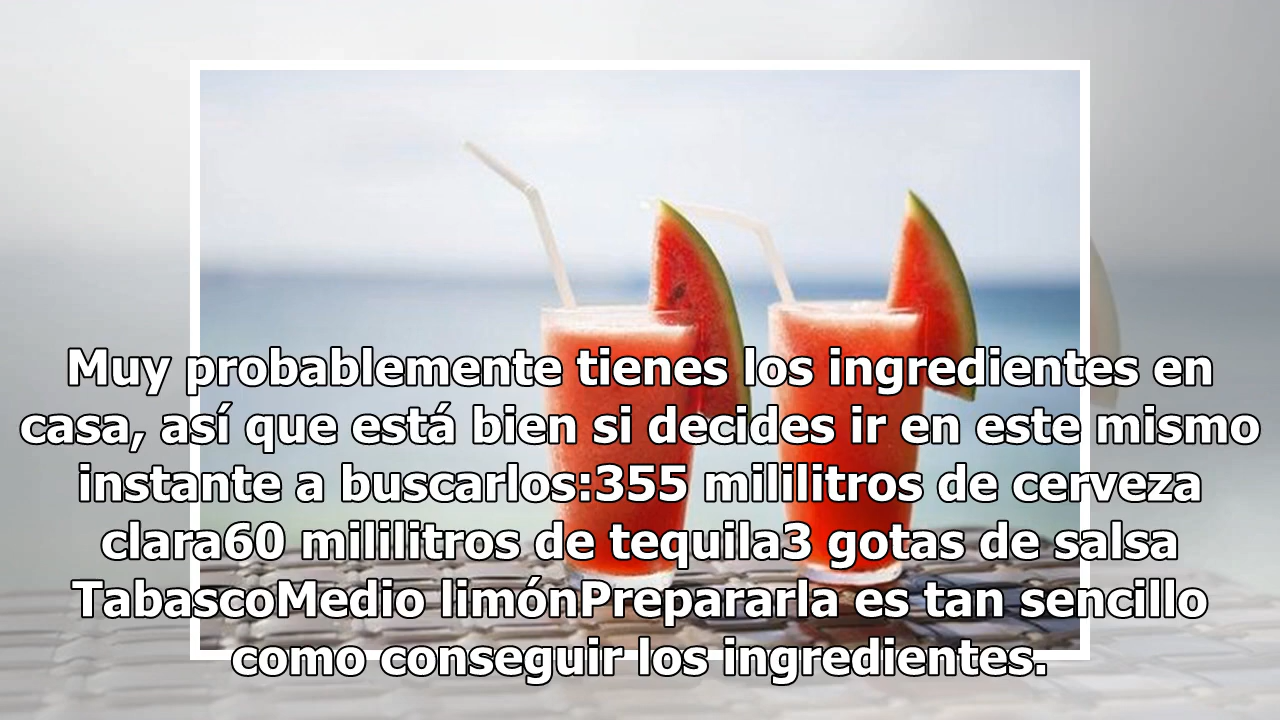 Muy probablemente tienes los ingredientes en
casa, así que está bien si decides ir en este mismo
instante a buscarlos:355 mililitros de cerveza
clara60 mililitros de tequila3 gotas de salsa
TabascoMedio limónPrepararla es tan sencillo
como conseguir los ingredientes.